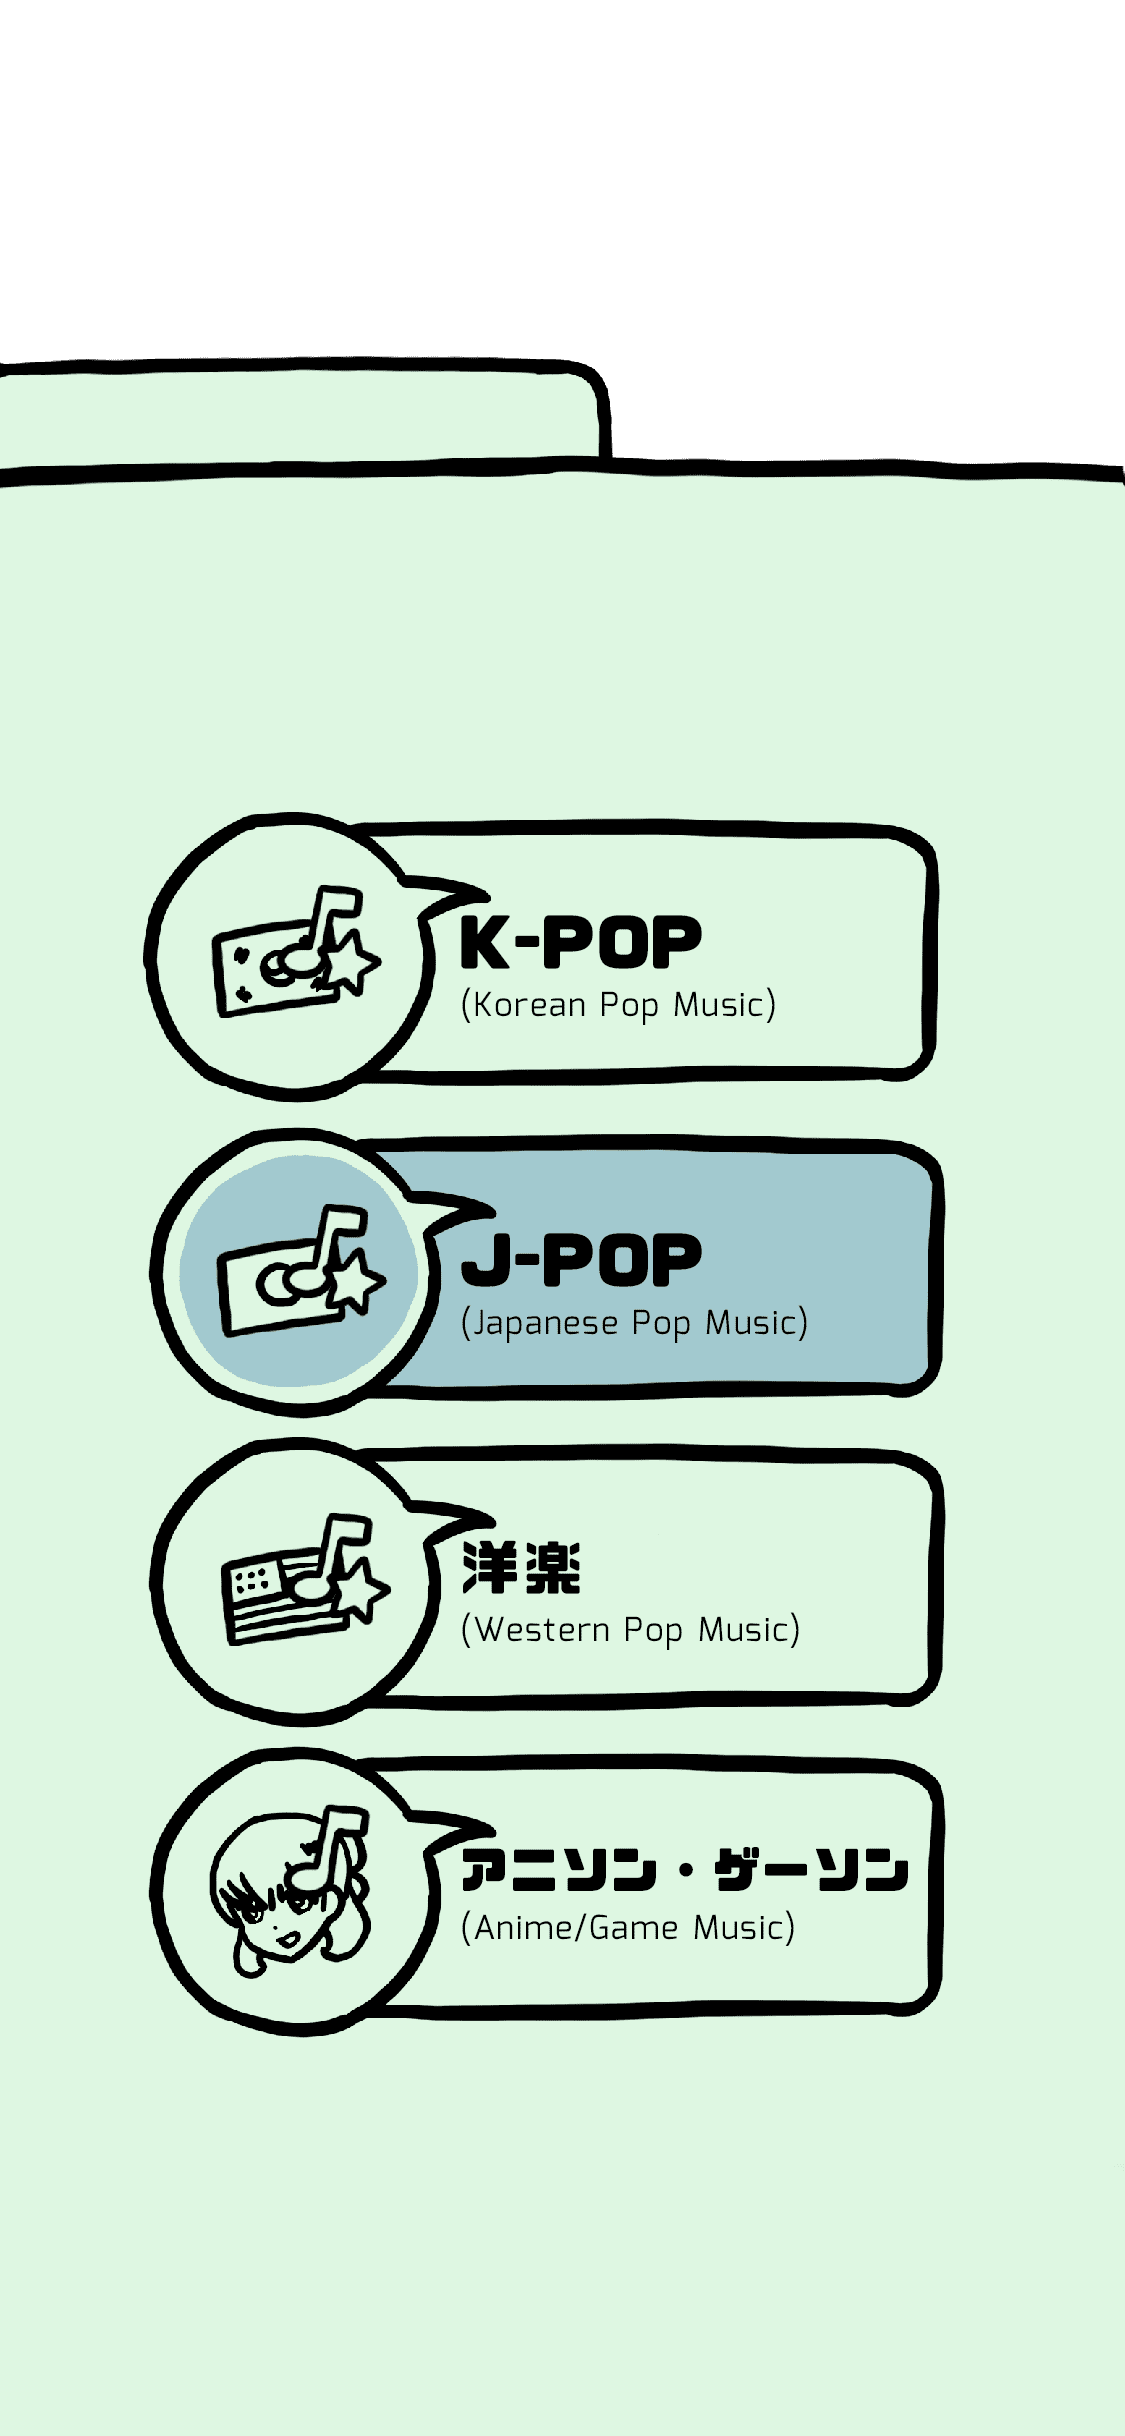 K-POP
(Korean Pop Music)
J-POP
(Japanese Pop Music)
洋楽
(Western Pop Music)
アニソン・ゲーソン
(Anime/Game Music)